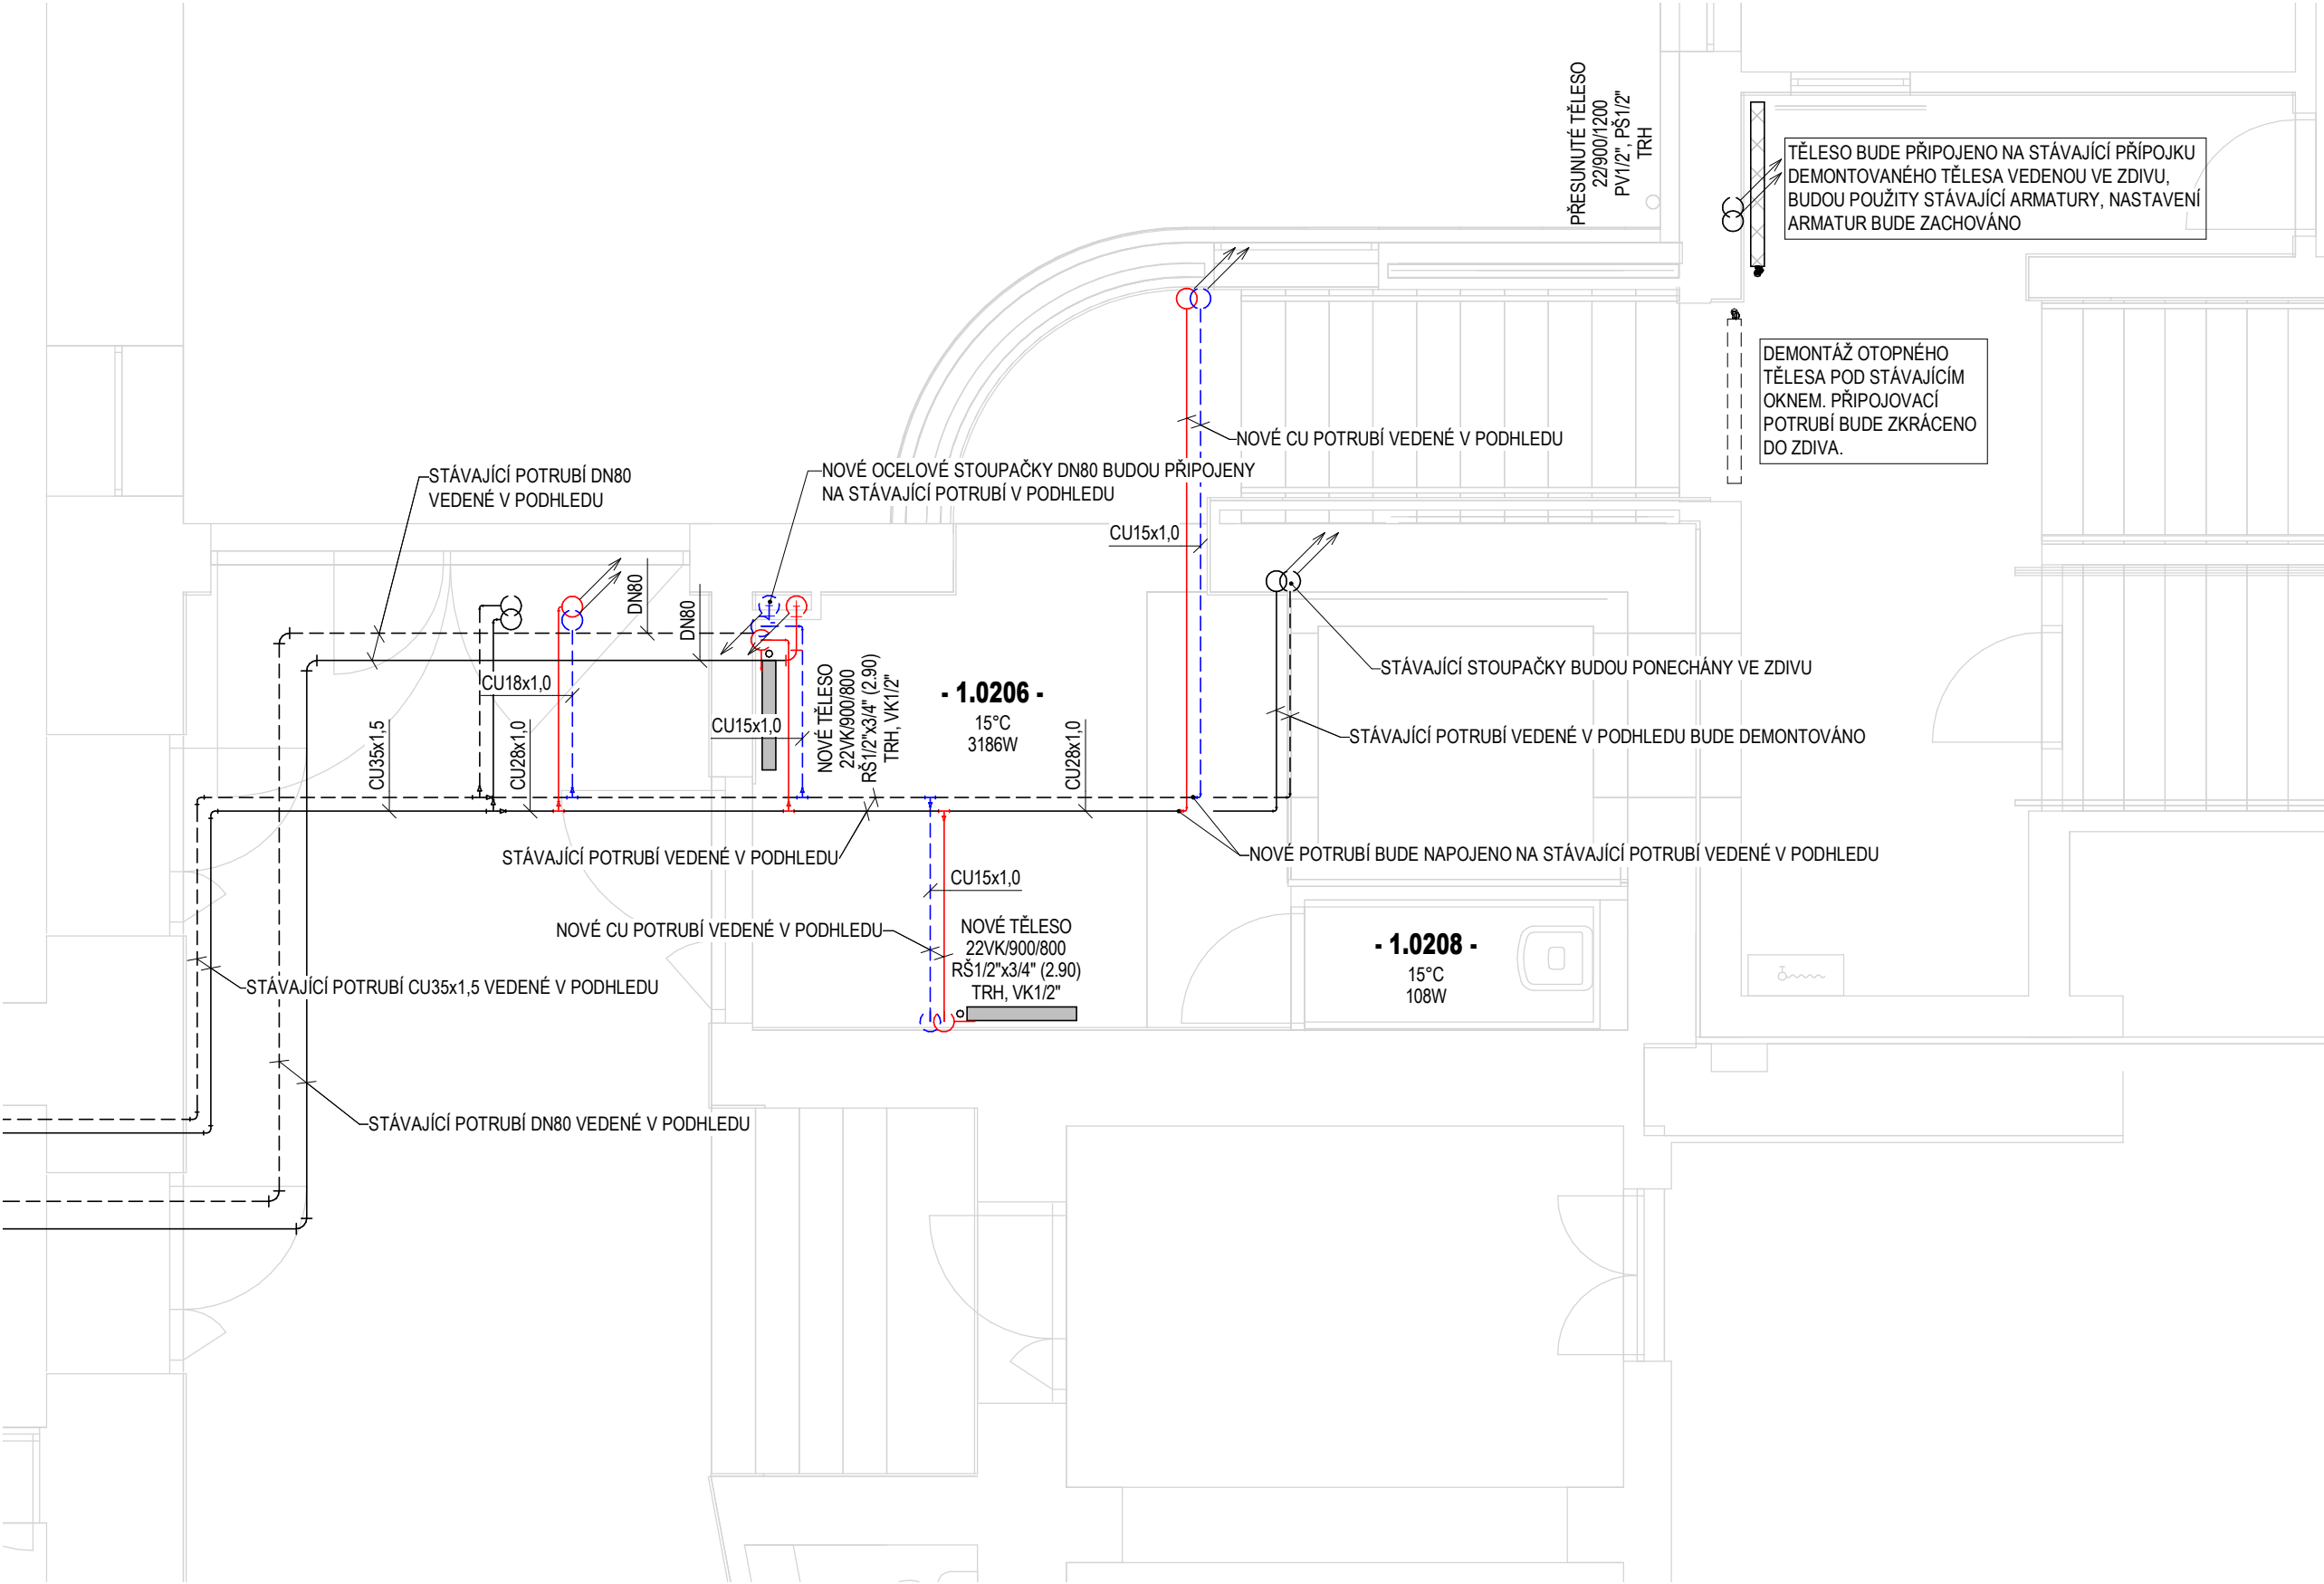 PŘESUNUTÉ TĚLESO
22/900/1200
PV1/2", PŠ1/2"
TRH
TĚLESO BUDE PŘIPOJENO NA STÁVAJÍCÍ PŘÍPOJKU
DEMONTOVANÉHO TĚLESA VEDENOU VE ZDIVU,
BUDOU POUŽITY STÁVAJÍCÍ ARMATURY, NASTAVENÍ
ARMATUR BUDE ZACHOVÁNO
DEMONTÁŽ OTOPNÉHO
TĚLESA POD STÁVAJÍCÍM
OKNEM. PŘIPOJOVACÍ
POTRUBÍ BUDE ZKRÁCENO
DO ZDIVA.
NOVÉ CU POTRUBÍ VEDENÉ V PODHLEDU
STÁVAJÍCÍ POTRUBÍ DN80
VEDENÉ V PODHLEDU
NOVÉ OCELOVÉ STOUPAČKY DN80 BUDOU PŘIPOJENY
NA STÁVAJÍCÍ POTRUBÍ V PODHLEDU
CU15x1,0
DN80
DN80
STÁVAJÍCÍ STOUPAČKY BUDOU PONECHÁNY VE ZDIVU
CU18x1,0
CU15x1,0
NOVÉ TĚLESO
22VK/900/800
RŠ1/2"x3/4" (2.90)
TRH, VK1/2"
- 1.0206 -
15°C
3186W
CU35x1,5
CU28x1,0
CU28x1,0
STÁVAJÍCÍ POTRUBÍ VEDENÉ V PODHLEDU BUDE DEMONTOVÁNO
STÁVAJÍCÍ POTRUBÍ VEDENÉ V PODHLEDU
NOVÉ POTRUBÍ BUDE NAPOJENO NA STÁVAJÍCÍ POTRUBÍ VEDENÉ V PODHLEDU
CU15x1,0
NOVÉ CU POTRUBÍ VEDENÉ V PODHLEDU
NOVÉ TĚLESO
22VK/900/800
RŠ1/2"x3/4" (2.90)
TRH, VK1/2"
- 1.0208 -
15°C
108W
STÁVAJÍCÍ POTRUBÍ CU35x1,5 VEDENÉ V PODHLEDU
STÁVAJÍCÍ POTRUBÍ DN80 VEDENÉ V PODHLEDU